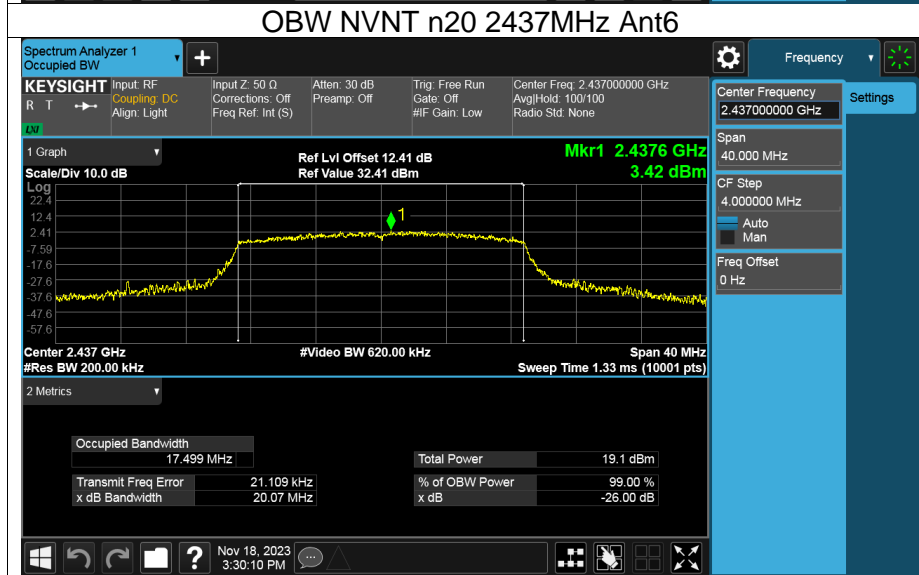 OBW NVNT n20 2437MHz Ant6
Spectrum Analyzer 1
Occupied BW
+
Frequency
KEYSIGHT
R T
LXI
Input: RF
Coupling: DC
Align: Light
Input Z: 50 Ω
Corrections: Off
Freq Ref: Int (S)
Atten: 30 dB
Preamp: Off
Trig: Free Run
Gate: Off
#IF Gain: Low
Center Freq: 2.437000000 GHz
Avg|Hold: 100/100
Radio Std: None
Center Frequency
2.437000000 GHz
Settings
Span
40.000 MHz
CF Step
4.000000 MHz
Auto
Man
Freq Offset
0 Hz
1 Graph
Ref Lvl Offset 12.41 dB
Mkr1 2.4376 GHz
Scale/Div 10.0 dB
Ref Value 32.41 dBm
3.42 dBm
Log
22.4
12.4
2.41
-7.59
-17.6
-27.6
-37.6
-47.6
-57.6
1
Center 2.437 GHz
#Video BW 620.00 kHz
Span 40 MHz
#Res BW 200.00 kHz
Sweep Time 1.33 ms (10001 pts)
2 Metrics
Occupied Bandwidth
17.499 MHz
Total Power 19.1 dBm
Transmit Freq Error 21.109 kHz
% of OBW Power 99.00 %
x dB Bandwidth 20.07 MHz
x dB -26.00 dB
?
Nov 18, 2023
3:30:10 PM